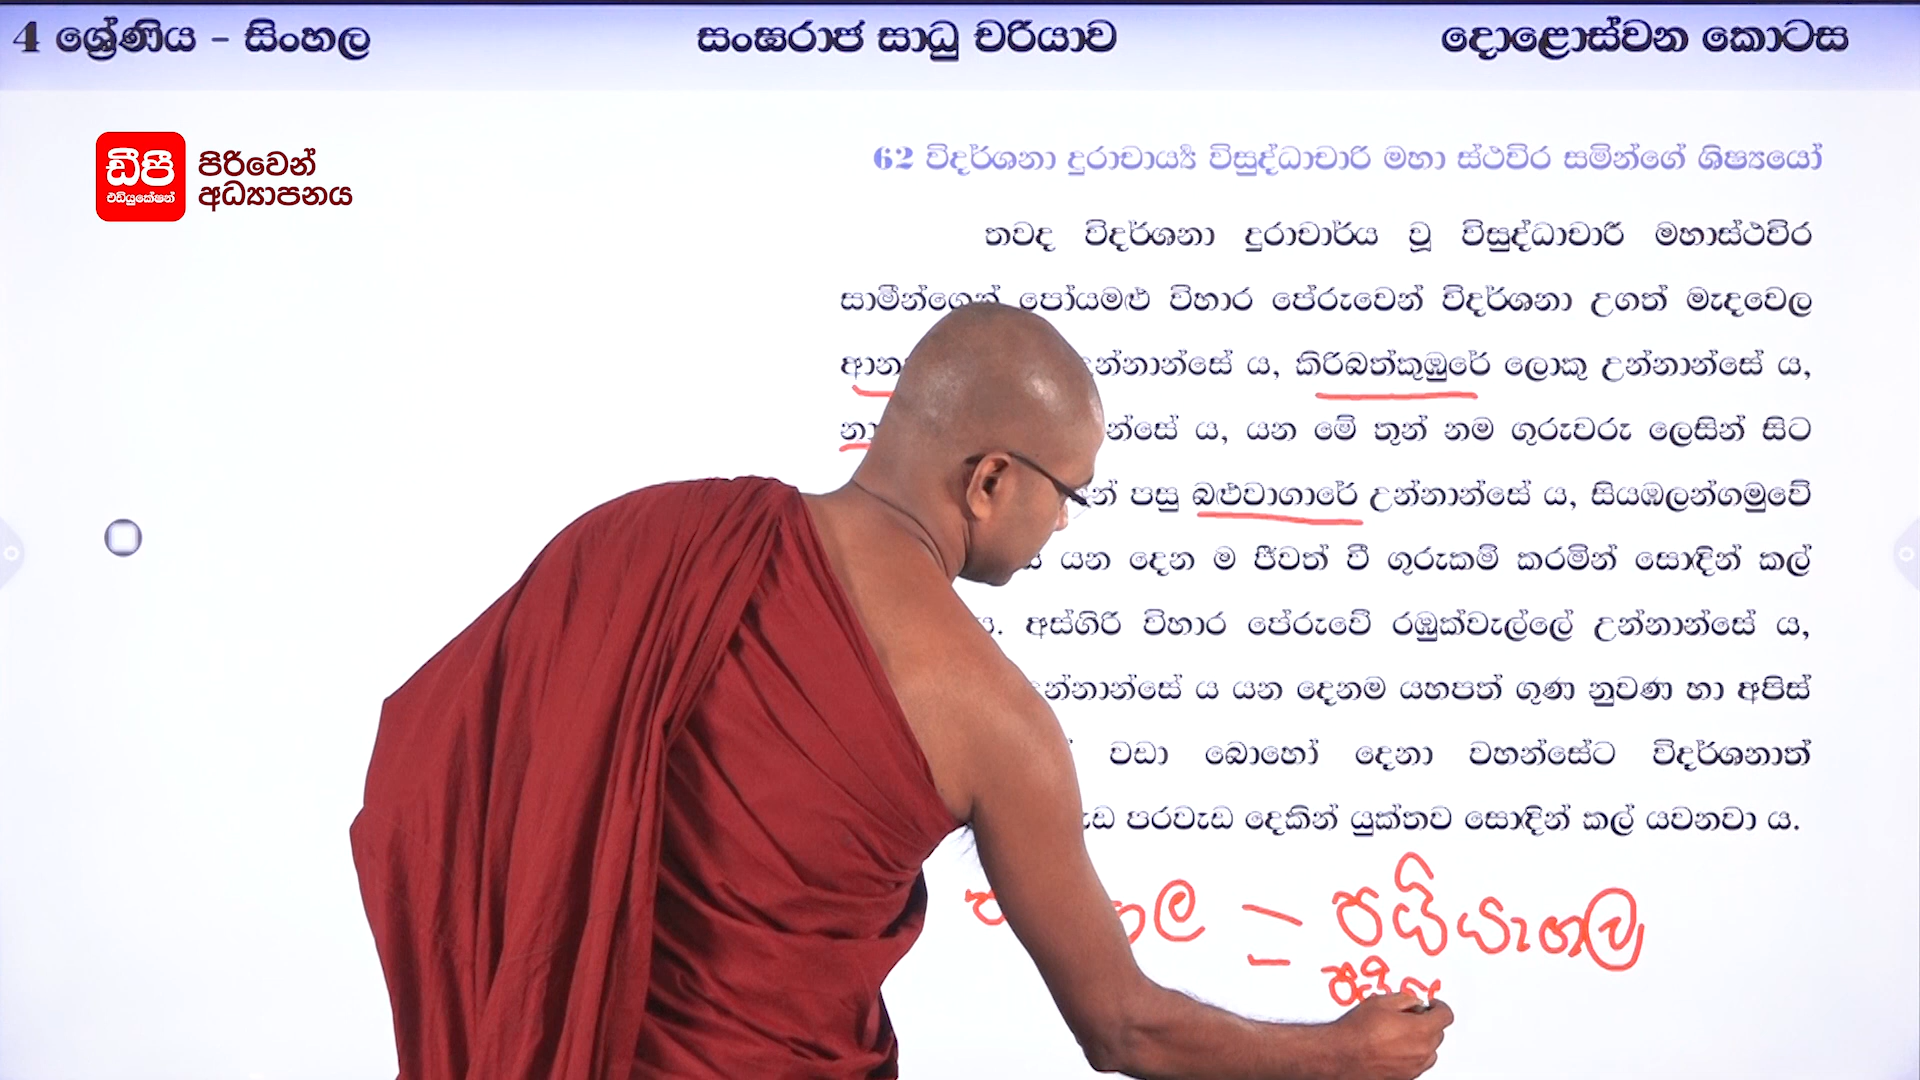 4 ශ්‍රේණිය - සිංහල
සංඝරාජ සාධු චරියාව
දොළොස්වන කොටස
ඩීපී
එඩියුකේෂන්
පිරිවෙන්
අධ්‍යාපනය
62 විදර්ශනා දුරාචාර්‍ය්‍ය විසුද්ධාචාරි මහා ස්ථවිර සමින්ගේ ශිෂ්‍යයෝ
තවද විදර්ශනා දුරාචාර්ය වූ විසුද්ධාචාරී මහාස්ථවිර
සාමීන්ගෙන් පෝයමළු විහාර පේරුවෙන් විදර්ශනා උගත් මැදවෙල
න්නාන්සේ ය, කිරිබත්කුඹුරේ ලොකු උන්නාන්සේ ය,
න්සේ ය, යන මේ තුන් නම ගුරුවරු ලෙසින් සිට
පසු බළුවාගාරේ උන්නාන්සේ ය, සියඹලන්ගමුවේ
යන දෙන ම ජීවත් වී ගුරුකම් කරමින් සොඳින් කල්
ය. අස්ගිරි විහාර පේරුවේ රඹුක්වැල්ලේ උන්නාන්සේ ය,
න්නාන්සේ ය යන දෙනම යහපත් ගුණ නුවණ හා අපිස්
වඩා බොහෝ දෙනා වහන්සේට විදර්ශනාත්
පරවැඩ දෙකින් යුක්තව සොඳින් කල් යවනවා ය.
= පයියාගල